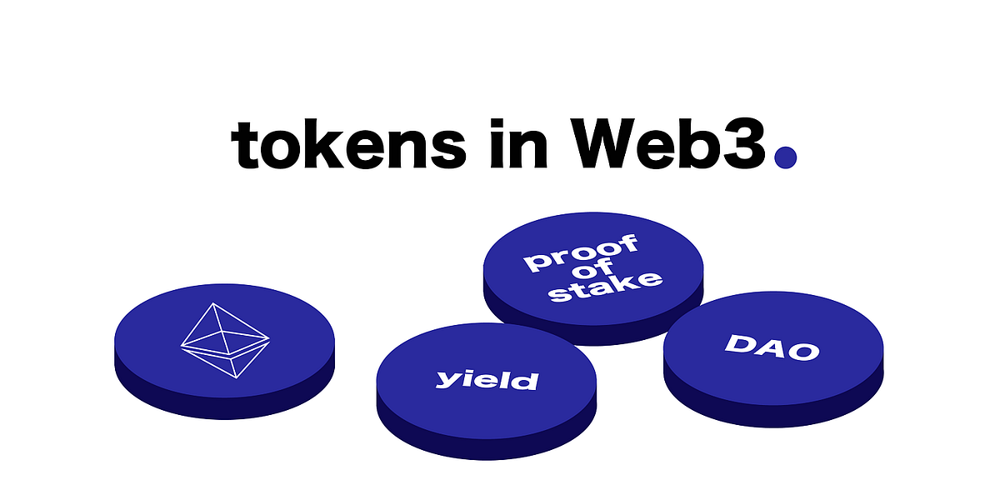 tokens in Web3.
proof
of
stake
DAO
yield